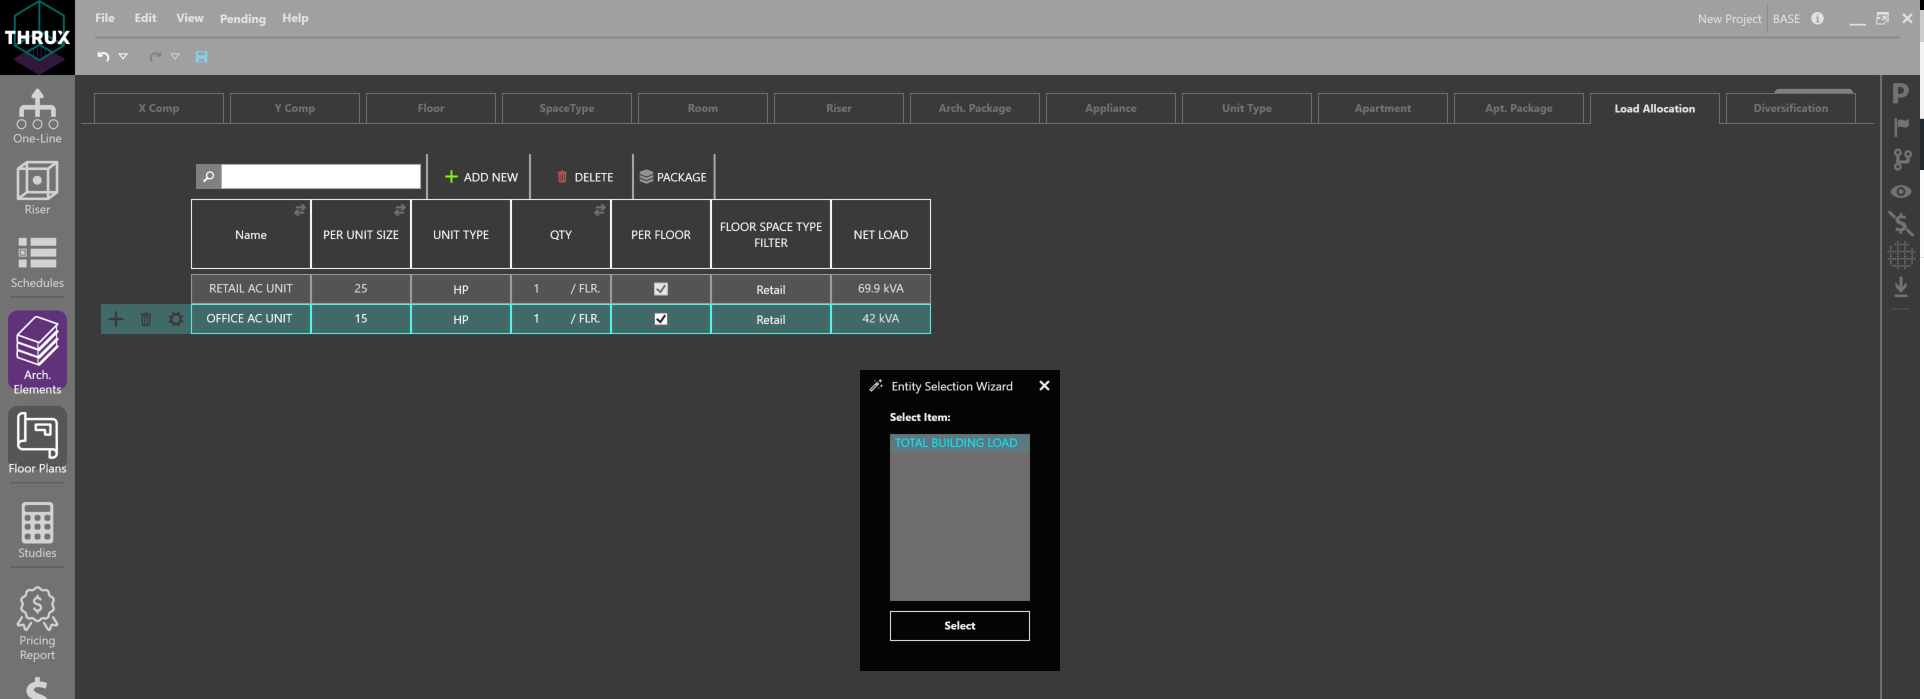 THRUX
File Edit View Pending Help
New Project BASE
X Comp Y Comp Floor SpaceType Room Riser Arch. Package Appliance Unit Type Apartment Apt. Package Load Allocation Diversification
One-Line
Riser
Schedules
Arch.
Elements
Floor Plans
Studies
Pricing
Report
ADD NEW DELETE PACKAGE
Name PER UNIT SIZE UNIT TYPE QTY PER FLOOR FLOOR SPACE TYPE FILTER NET LOAD
RETAIL AC UNIT 25 HP 1 / FLR. Retail 69.9 kVA
OFFICE AC UNIT 15 HP 1 / FLR. Retail 42 kVA
Entity Selection Wizard
Select Item:
TOTAL BUILDING LOAD
Select
P